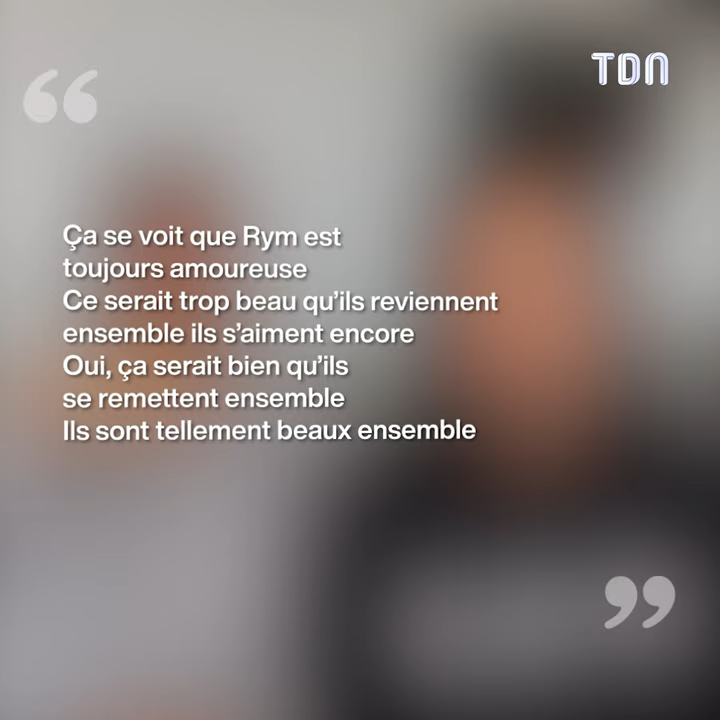 TDN
“
Ça se voit que Rym est
toujours amoureuse
Ce serait trop beau qu’ils reviennent
ensemble ils s’aiment encore
Oui, ça serait bien qu’ils
se remettent ensemble
Ils sont tellement beaux ensemble
”